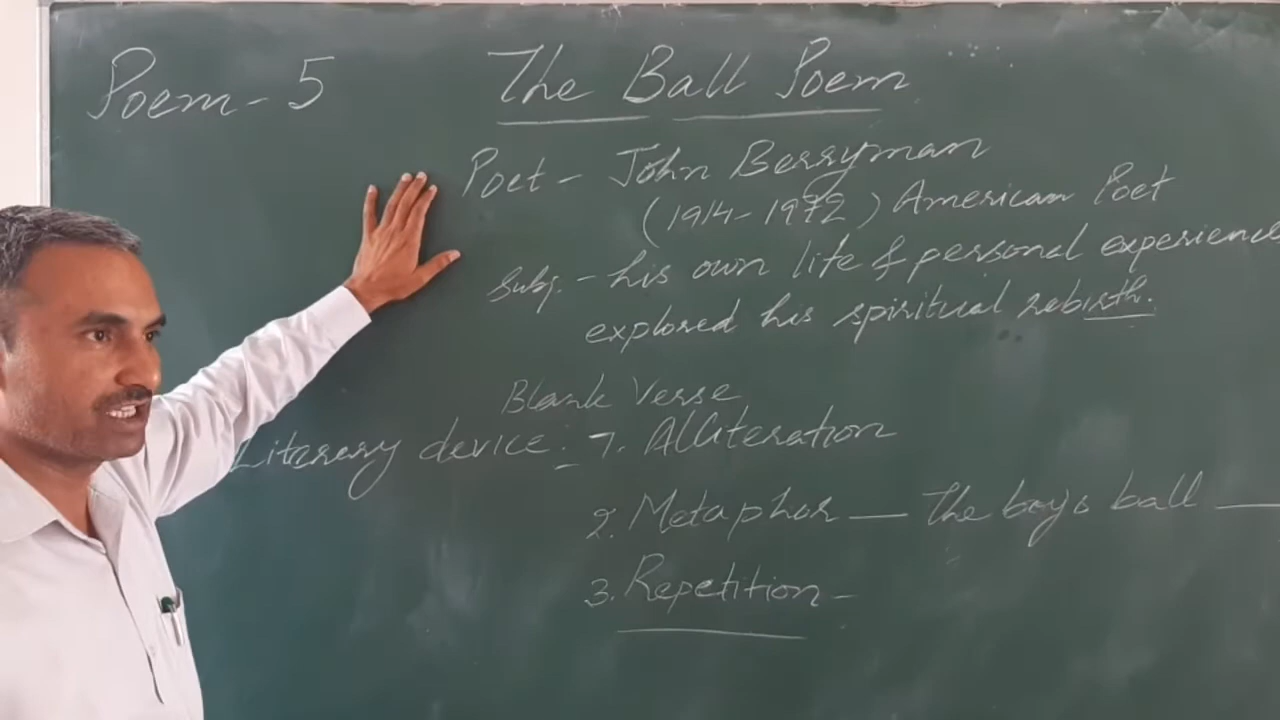 Poem - 5
The Ball Poem
Poet - John Berryman
(1914-1972) American Poet
Subj. - his own life & personal experience
explored his spiritual rebirth.
Blank Verse
Literary device :- 1. Alliteration
2. Metaphor — The boy's ball —
3. Repetition -